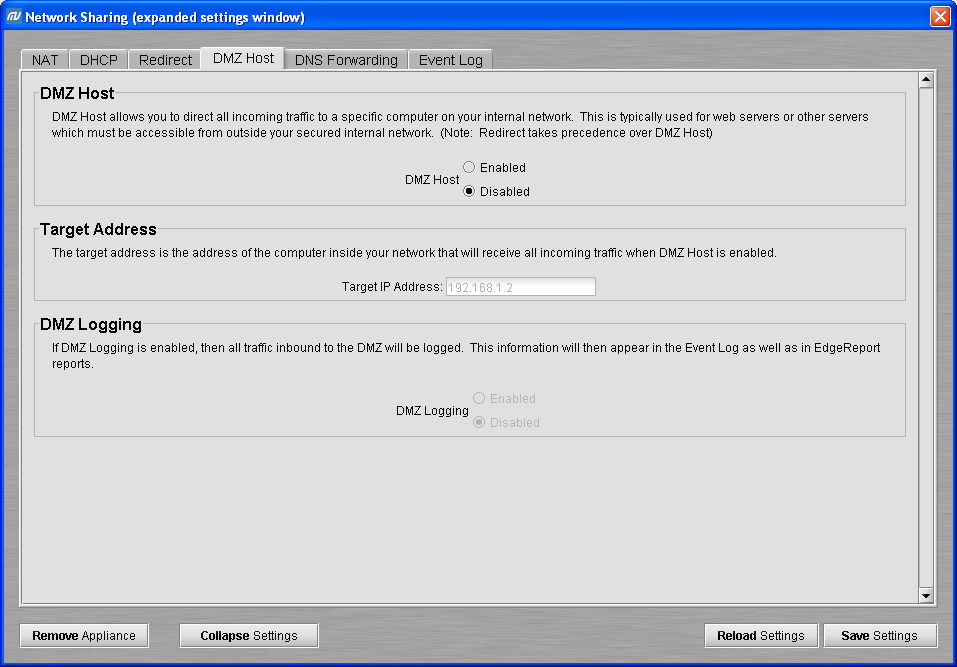 Network Sharing (expanded settings window)
NAT DHCP Redirect DMZ Host DNS Forwarding Event Log
DMZ Host
DMZ Host allows you to direct all incoming traffic to a specific computer on your internal network. This is typically used for web servers or other servers
which must be accessible from outside your secured internal network. (Note: Redirect takes precedence over DMZ Host)
DMZ Host
Enabled
Disabled
Target Address
The target address is the address of the computer inside your network that will receive all incoming traffic when DMZ Host is enabled.
Target IP Address: 192.168.1.2
DMZ Logging
If DMZ Logging is enabled, then all traffic inbound to the DMZ will be logged. This information will then appear in the Event Log as well as in EdgeReport
reports.
DMZ Logging
Enabled
Disabled
Remove Appliance Collapse Settings Reload Settings Save Settings